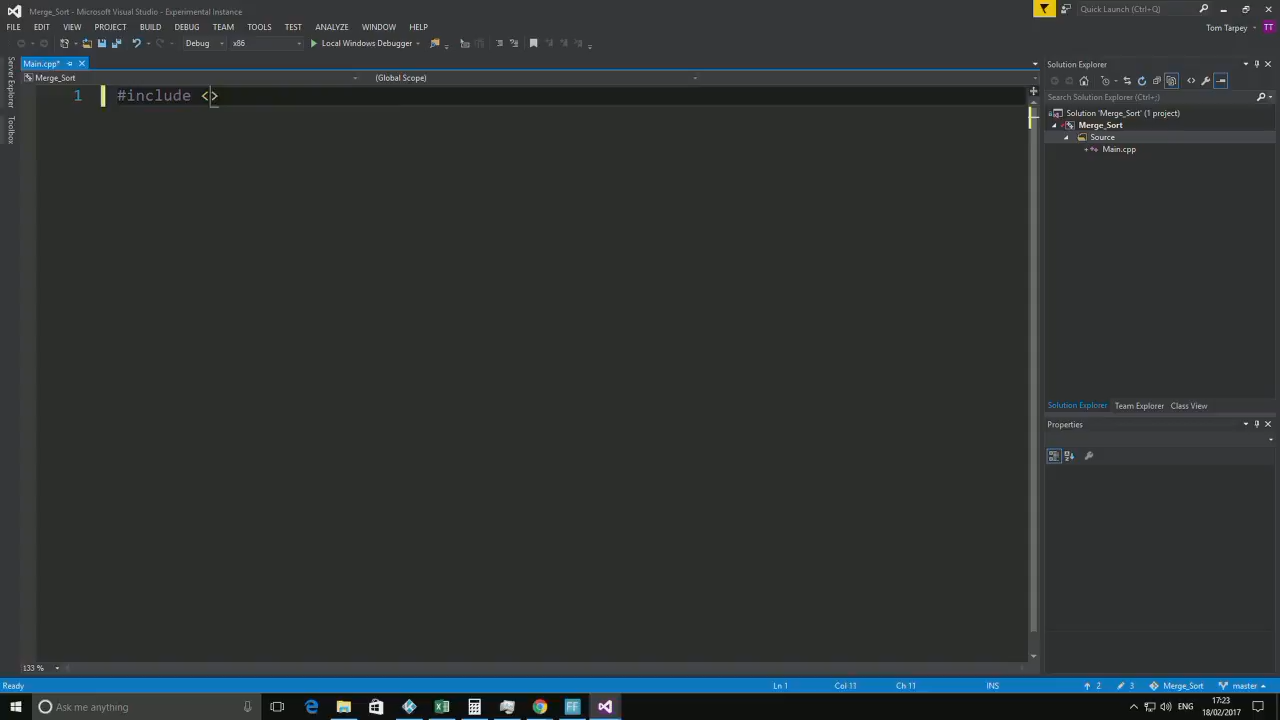 Merge_Sort - Microsoft Visual Studio - Experimental Instance
Quick Launch (Ctrl+Q)
FILE EDIT VIEW PROJECT BUILD DEBUG TEAM TOOLS TEST ANALYZE WINDOW HELP
Tom Tarpey TT
Debug x86 Local Windows Debugger
Server Explorer
Toolbox
Main.cpp*
Merge_Sort (Global Scope)
1 #include <>
Solution Explorer
Search Solution Explorer (Ctrl+;)
Solution 'Merge_Sort' (1 project)
Merge_Sort
Source
Main.cpp
Solution Explorer Team Explorer Class View
Properties
133 %
Ready Ln 1 Col 11 Ch 11 INS 2 3 Merge_Sort master
Ask me anything
FF
ENG
17:23
18/02/2017